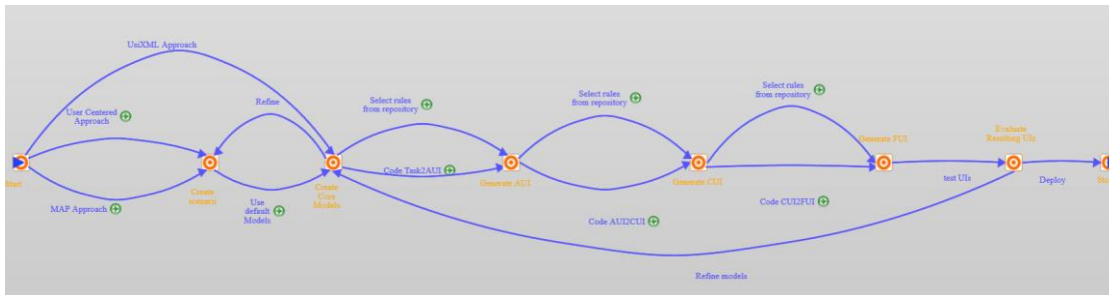 UsiXML Approach
User Centered
Approach
Refine
Select rules
from repository
Select rules
from repository
Select rules
from repository
Start
MAP Approach
Create
scenario
Use
default
Models
Create
Core
Models
Code Task2AUI
Generate AUI
Code AUI2CUI
Generate CUI
Code CUI2FUI
Generate FUI
test UIs
Evaluate
Resulting UIs
Deploy
Refine models